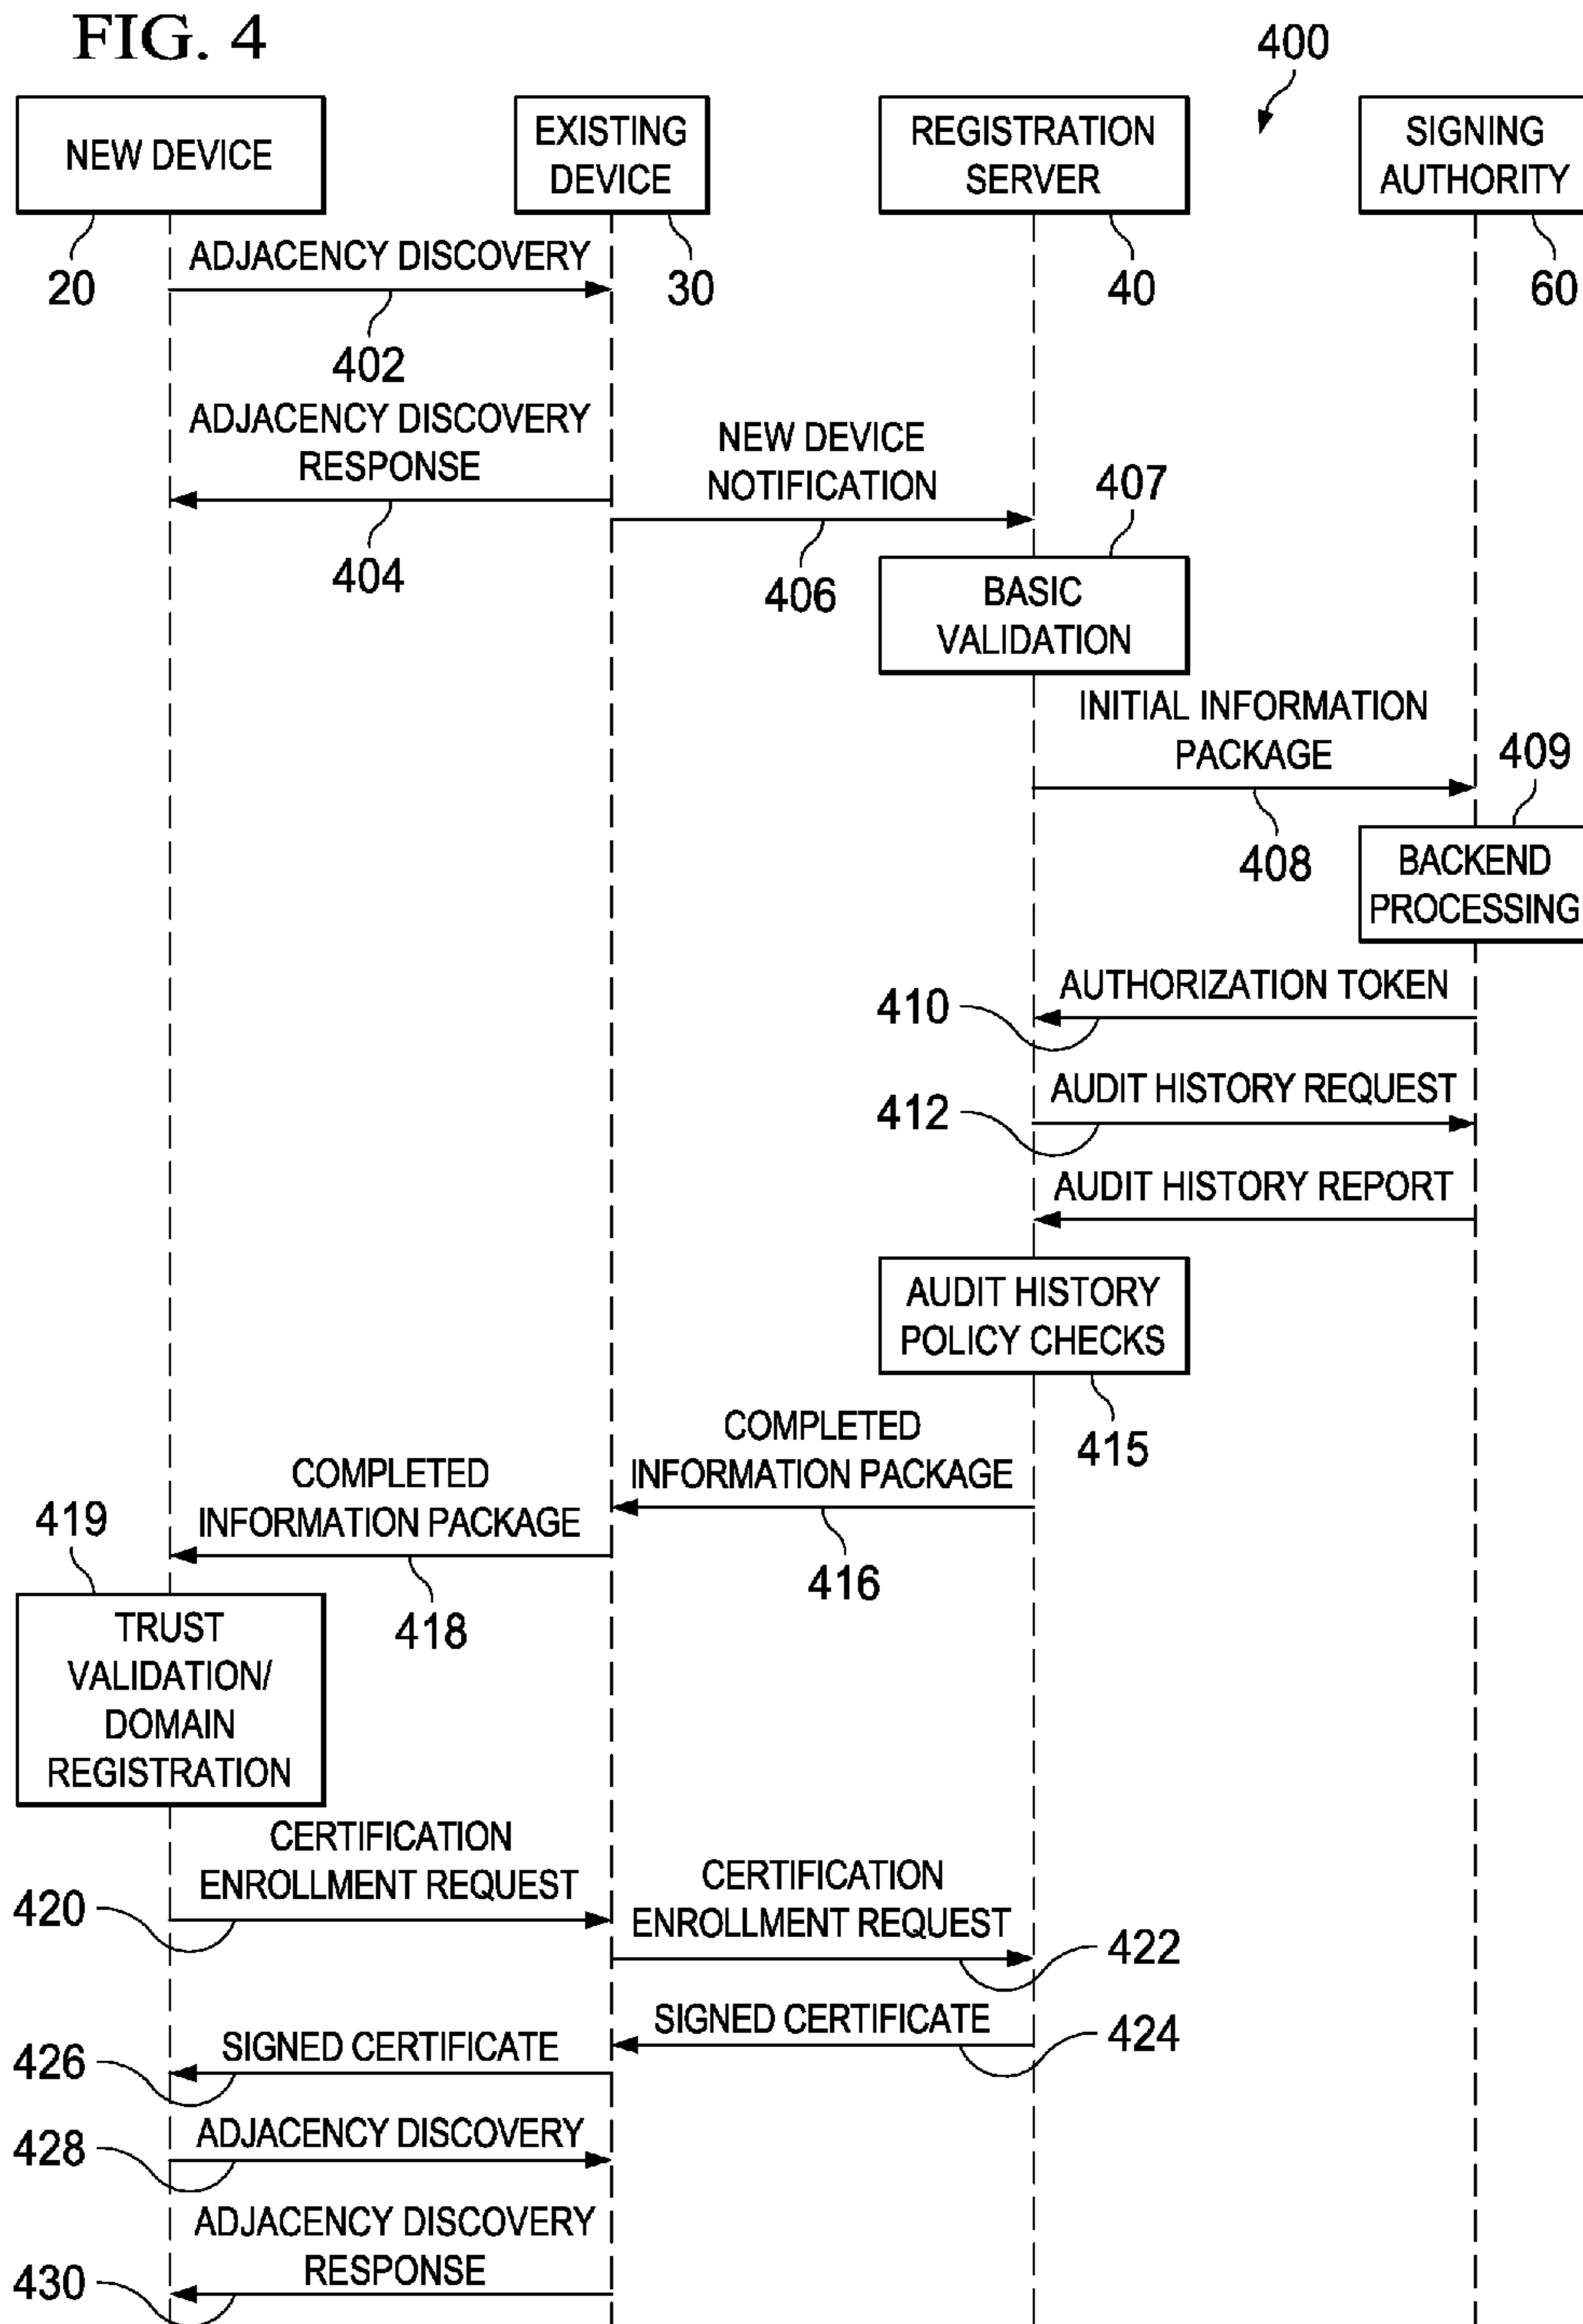 FIG. 4
400
NEW DEVICE
EXISTING
DEVICE
REGISTRATION
SERVER
SIGNING
AUTHORITY
20
30
40
60
ADJACENCY DISCOVERY
402
ADJACENCY DISCOVERY
RESPONSE
404
NEW DEVICE
NOTIFICATION
406
407
BASIC
VALIDATION
INITIAL INFORMATION
PACKAGE
408
409
BACKEND
PROCESSING
AUTHORIZATION TOKEN
410
AUDIT HISTORY REQUEST
412
AUDIT HISTORY REPORT
AUDIT HISTORY
POLICY CHECKS
415
COMPLETED
INFORMATION PACKAGE
416
COMPLETED
INFORMATION PACKAGE
418
419
TRUST
VALIDATION/
DOMAIN
REGISTRATION
CERTIFICATION
ENROLLMENT REQUEST
420
CERTIFICATION
ENROLLMENT REQUEST
422
SIGNED CERTIFICATE
424
SIGNED CERTIFICATE
426
ADJACENCY DISCOVERY
428
ADJACENCY DISCOVERY
RESPONSE
430